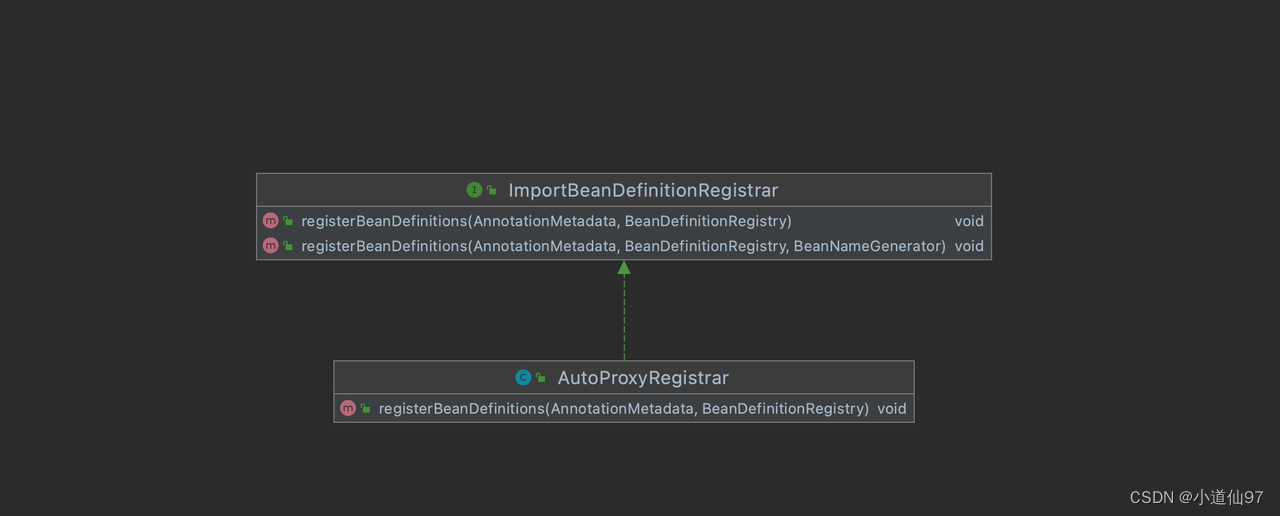 ImportBeanDefinitionRegistrar
registerBeanDefinitions(AnnotationMetadata, BeanDefinitionRegistry) void
registerBeanDefinitions(AnnotationMetadata, BeanDefinitionRegistry, BeanNameGenerator) void
AutoProxyRegistrar
registerBeanDefinitions(AnnotationMetadata, BeanDefinitionRegistry) void
CSDN @小道仙97